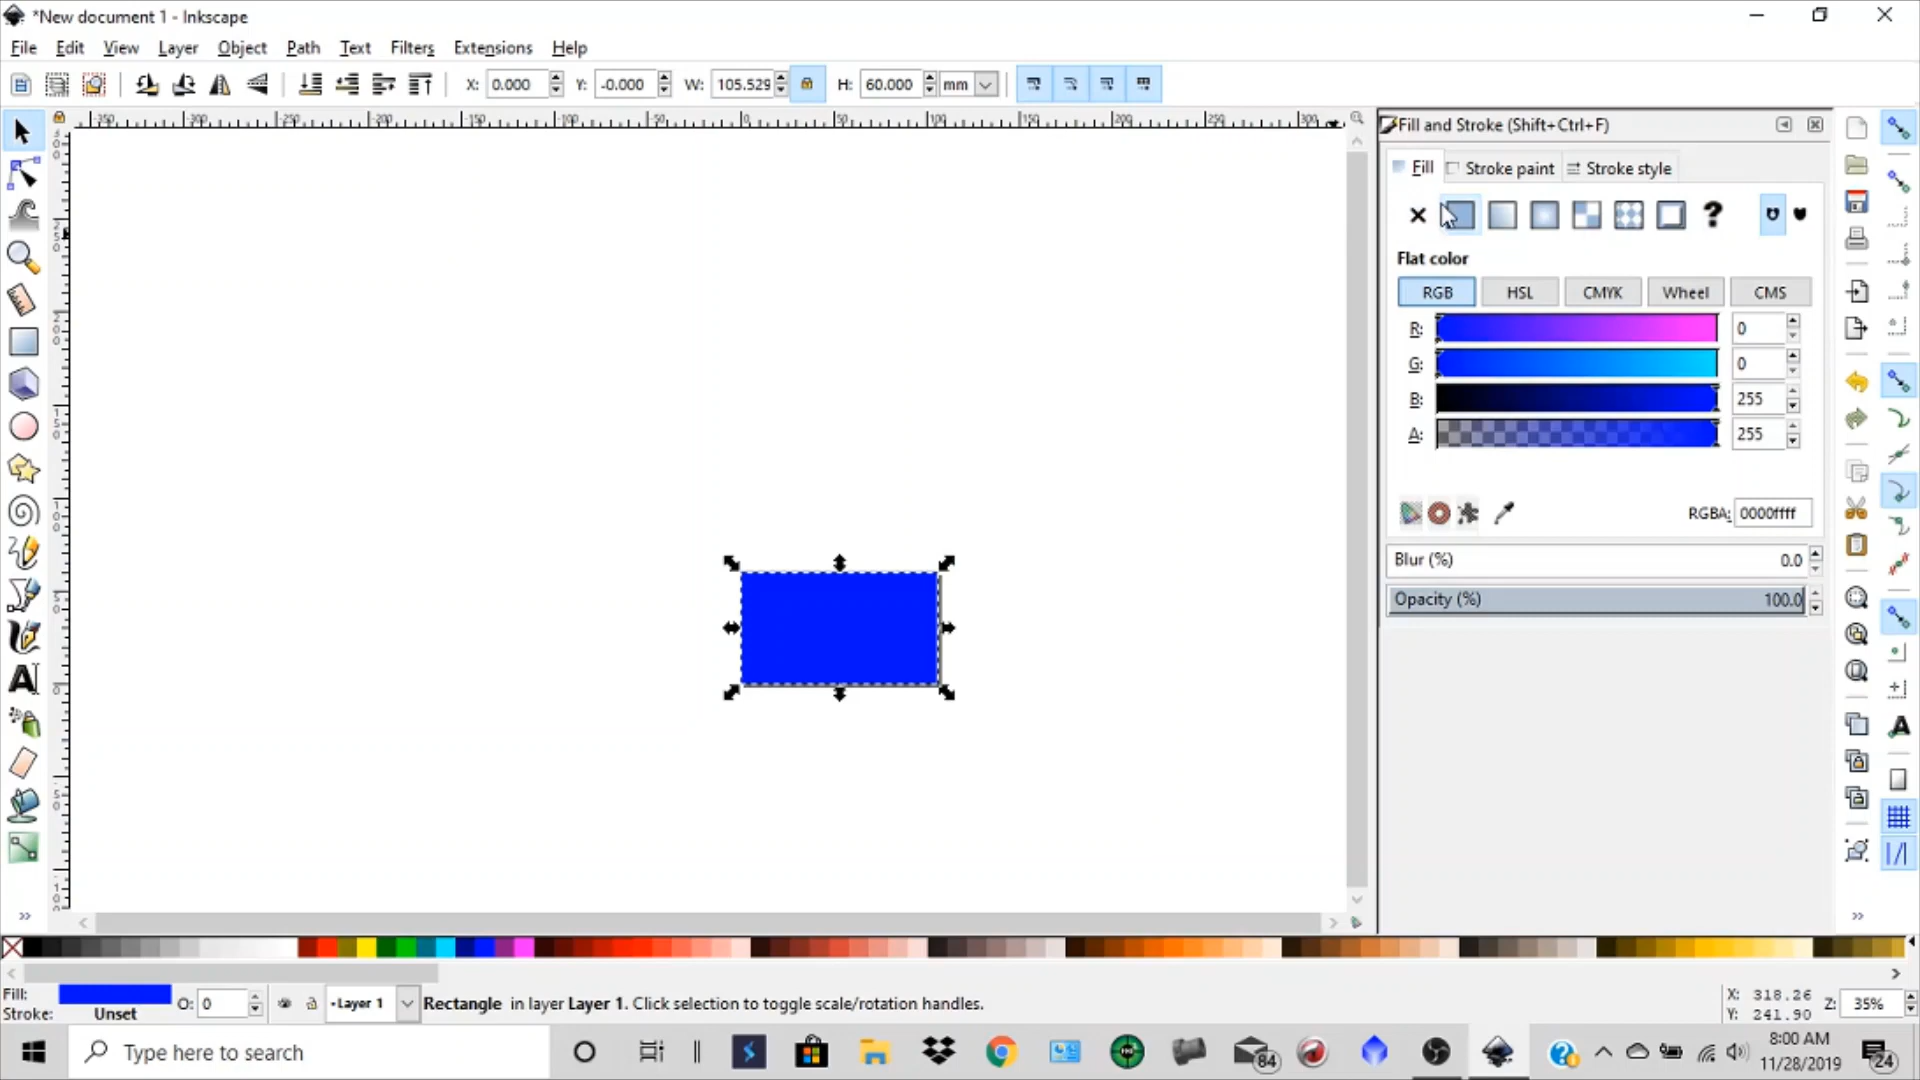 *New document 1 - Inkscape
File Edit View Layer Object Path Text Filters Extensions Help
X: 0.000 Y: -0.000 W: 105.529 H: 60.000 mm
Fill and Stroke (Shift+Ctrl+F)
Fill Stroke paint Stroke style
Flat color
RGB HSL CMYK Wheel CMS
R: 0
G: 0
B: 255
A: 255
RGBA: 0000ffff
Blur (%) 0.0
Opacity (%) 100.0
Fill: O: 0 Layer 1 Rectangle in layer Layer 1. Click selection to toggle scale/rotation handles.
Stroke: Unset
X: 318.26
Y: 241.90
Z: 35%
Type here to search
84
8:00 AM
11/28/2019
24